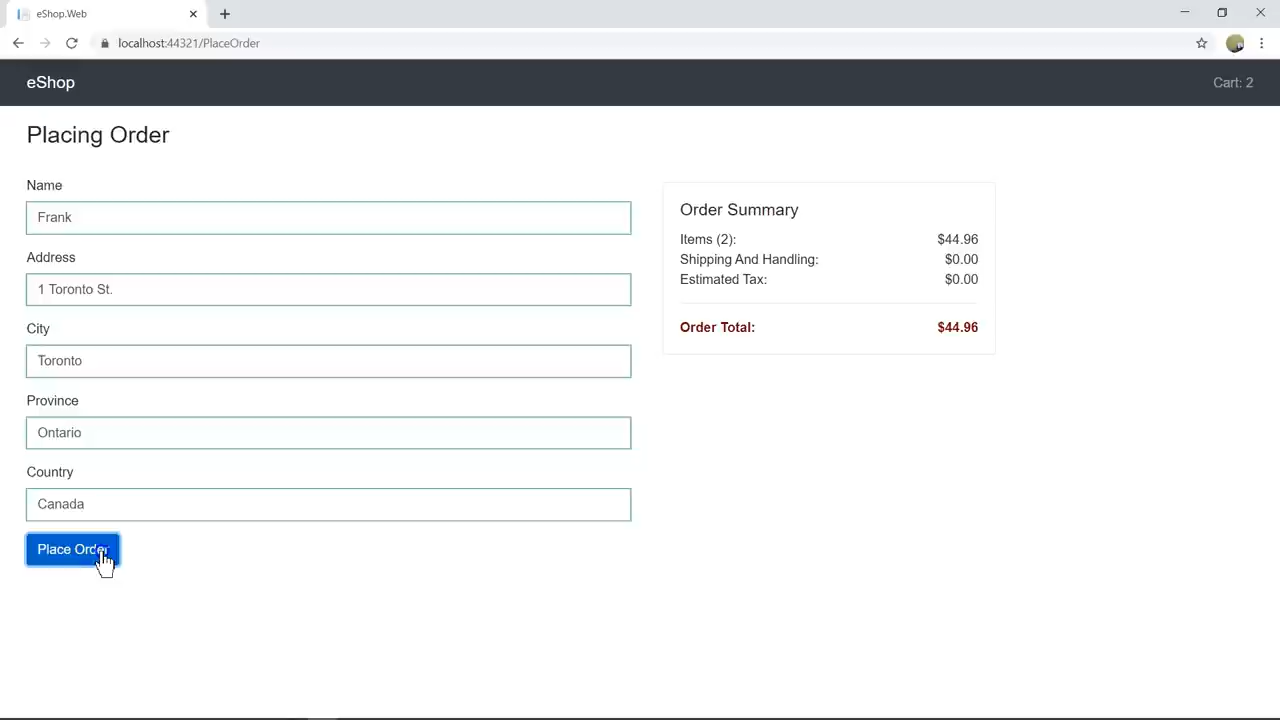 eShop.Web
localhost:44321/PlaceOrder
eShop
Cart: 2
Placing Order
Name
Frank
Address
1 Toronto St.
City
Toronto
Province
Ontario
Country
Canada
Place Order
Order Summary
Items (2): $44.96
Shipping And Handling: $0.00
Estimated Tax: $0.00
Order Total: $44.96